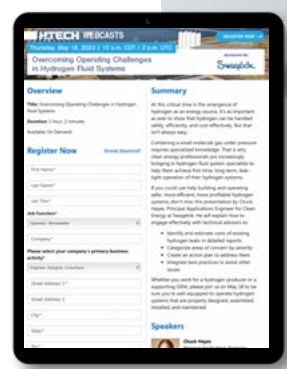 HTECH WEBCASTS
REGISTER NOW
Thursday, May 18, 2023 | 10 a.m. CDT / 3 p.m. UTC
Overcoming Operating Challenges
in Hydrogen Fluid Systems
Sponsored By:
Swagelok
Overview
Title: Overcoming Operating Challenges in Hydrogen
Fluid Systems
Duration: 1 hour, 2 minutes
Available On Demand
Register Now
Already Registered?
First Name*
Last Name*
Job Title*
Job Function*
Company*
Please select your company's primary business
activity*
Engineer/Designer/Consultant
Street Address 1*
Street Address 2
City*
State*
Summary
At this critical time in the emergence of
hydrogen as an energy source, it's as important
as ever to show that hydrogen can be handled
safely, efficiently, and cost effectively. But that
isn't always easy.
Containing a small-molecule gas under pressure
requires specialized knowledge. That is why
clean energy professionals are increasingly
bringing in hydrogen fluid system specialists to
help them achieve first time, long-term, leak-
tight operation of their hydrogen systems.
If you could use help building and operating
safer, more efficient, more profitable hydrogen
systems, don't miss this presentation by Chuck
Hayes, Principal Applications Engineer for Clean
Energy at Swagelok. He will explain how to
engage effectively with technical advisors to:
• Identify and estimate costs of existing
hydrogen leaks in detailed reports
• Categorize areas of concern by severity
• Create an action plan to address them
• Integrate best practices to avoid other
issues
Whether you work for a hydrogen producer or a
supporting OEM, please join us on May 18 to be
sure you're well-equipped to operate hydrogen
systems that are properly designed, assembled,
installed, and maintained.
Speakers
Chuck Hayes